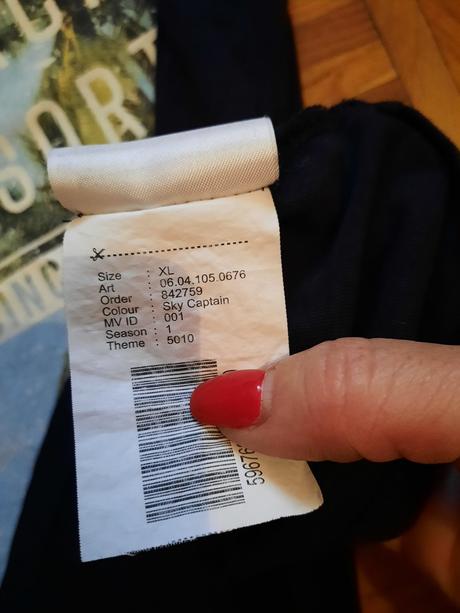 SORT
Size : XL
Art : 06.04.105.0676
Order : 842759
Colour : Sky Captain
MV ID : 001
Season : 1
Theme : 5010